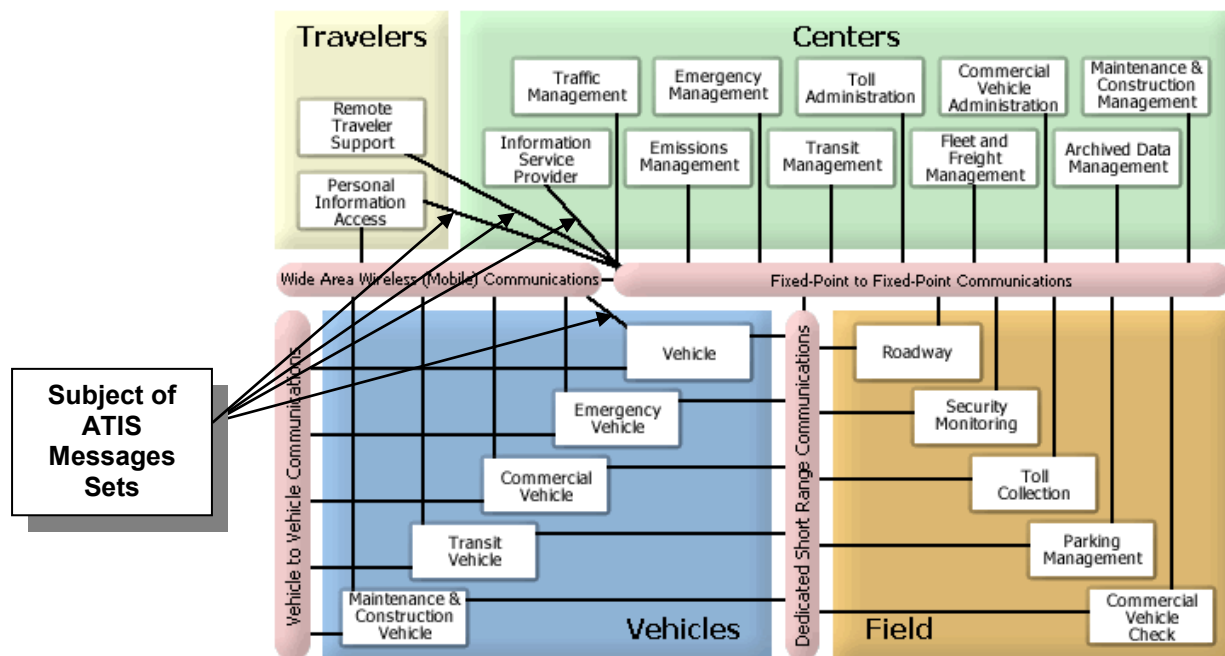 Travelers
Centers
Traffic
Management
Emergency
Management
Toll
Administration
Commercial
Vehicle
Administration
Maintenance &
Construction
Management
Remote
Traveler
Support
Information
Service
Provider
Emissions
Management
Transit
Management
Fleet and
Freight
Management
Archived Data
Management
Personal
Information
Access
Wide Area Wireless (Mobile) Communications
Fixed-Point to Fixed-Point Communications
Vehicle to Vehicle Communications
Dedicated Short Range Communications
Vehicle
Roadway
Subject of
ATIS
Messages
Sets
Emergency
Vehicle
Security
Monitoring
Commercial
Vehicle
Toll
Collection
Transit
Vehicle
Parking
Management
Maintenance &
Construction
Vehicle
Commercial
Vehicle
Check
Vehicles
Field